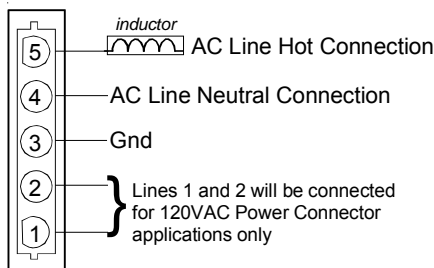 inductor
5 AC Line Hot Connection
4 AC Line Neutral Connection
3 Gnd
2 Lines 1 and 2 will be connected
for 120VAC Power Connector
1 applications only